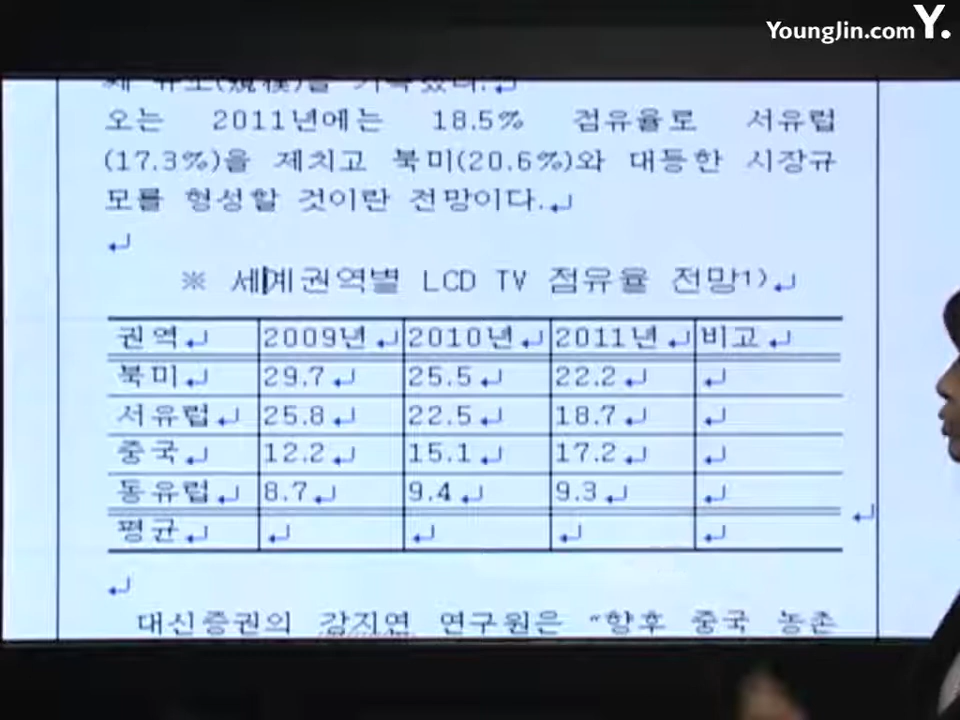 YoungJin.com Y.
오는 2011년에는 18.5% 점유율로 서유럽
(17.3%)을 제치고 북미(20.6%)와 대등한 시장규
모를 형성할 것이란 전망이다.
※ 세계권역별 LCD TV 점유율 전망1)
권역 2009년 2010년 2011년 비고
북미 29.7 25.5 22.2
서유럽 25.8 22.5 18.7
중국 12.2 15.1 17.2
동유럽 8.7 9.4 9.3
평균
대신증권의 강지연 연구원은 "향후 중국 농촌